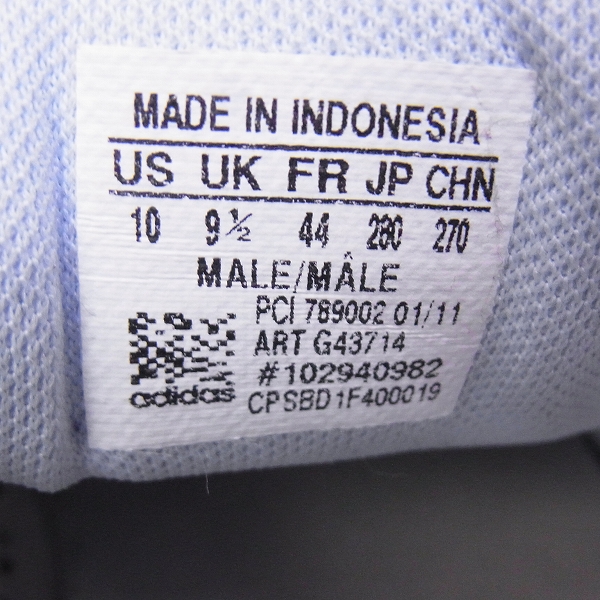 MADE IN INDONESIA
US UK FR JP CHN
10 9½ 44 280 270
MALE/MÂLE
PCI 789002 01/11
ART G43714
#102940982
adidas CPSBD1F400019